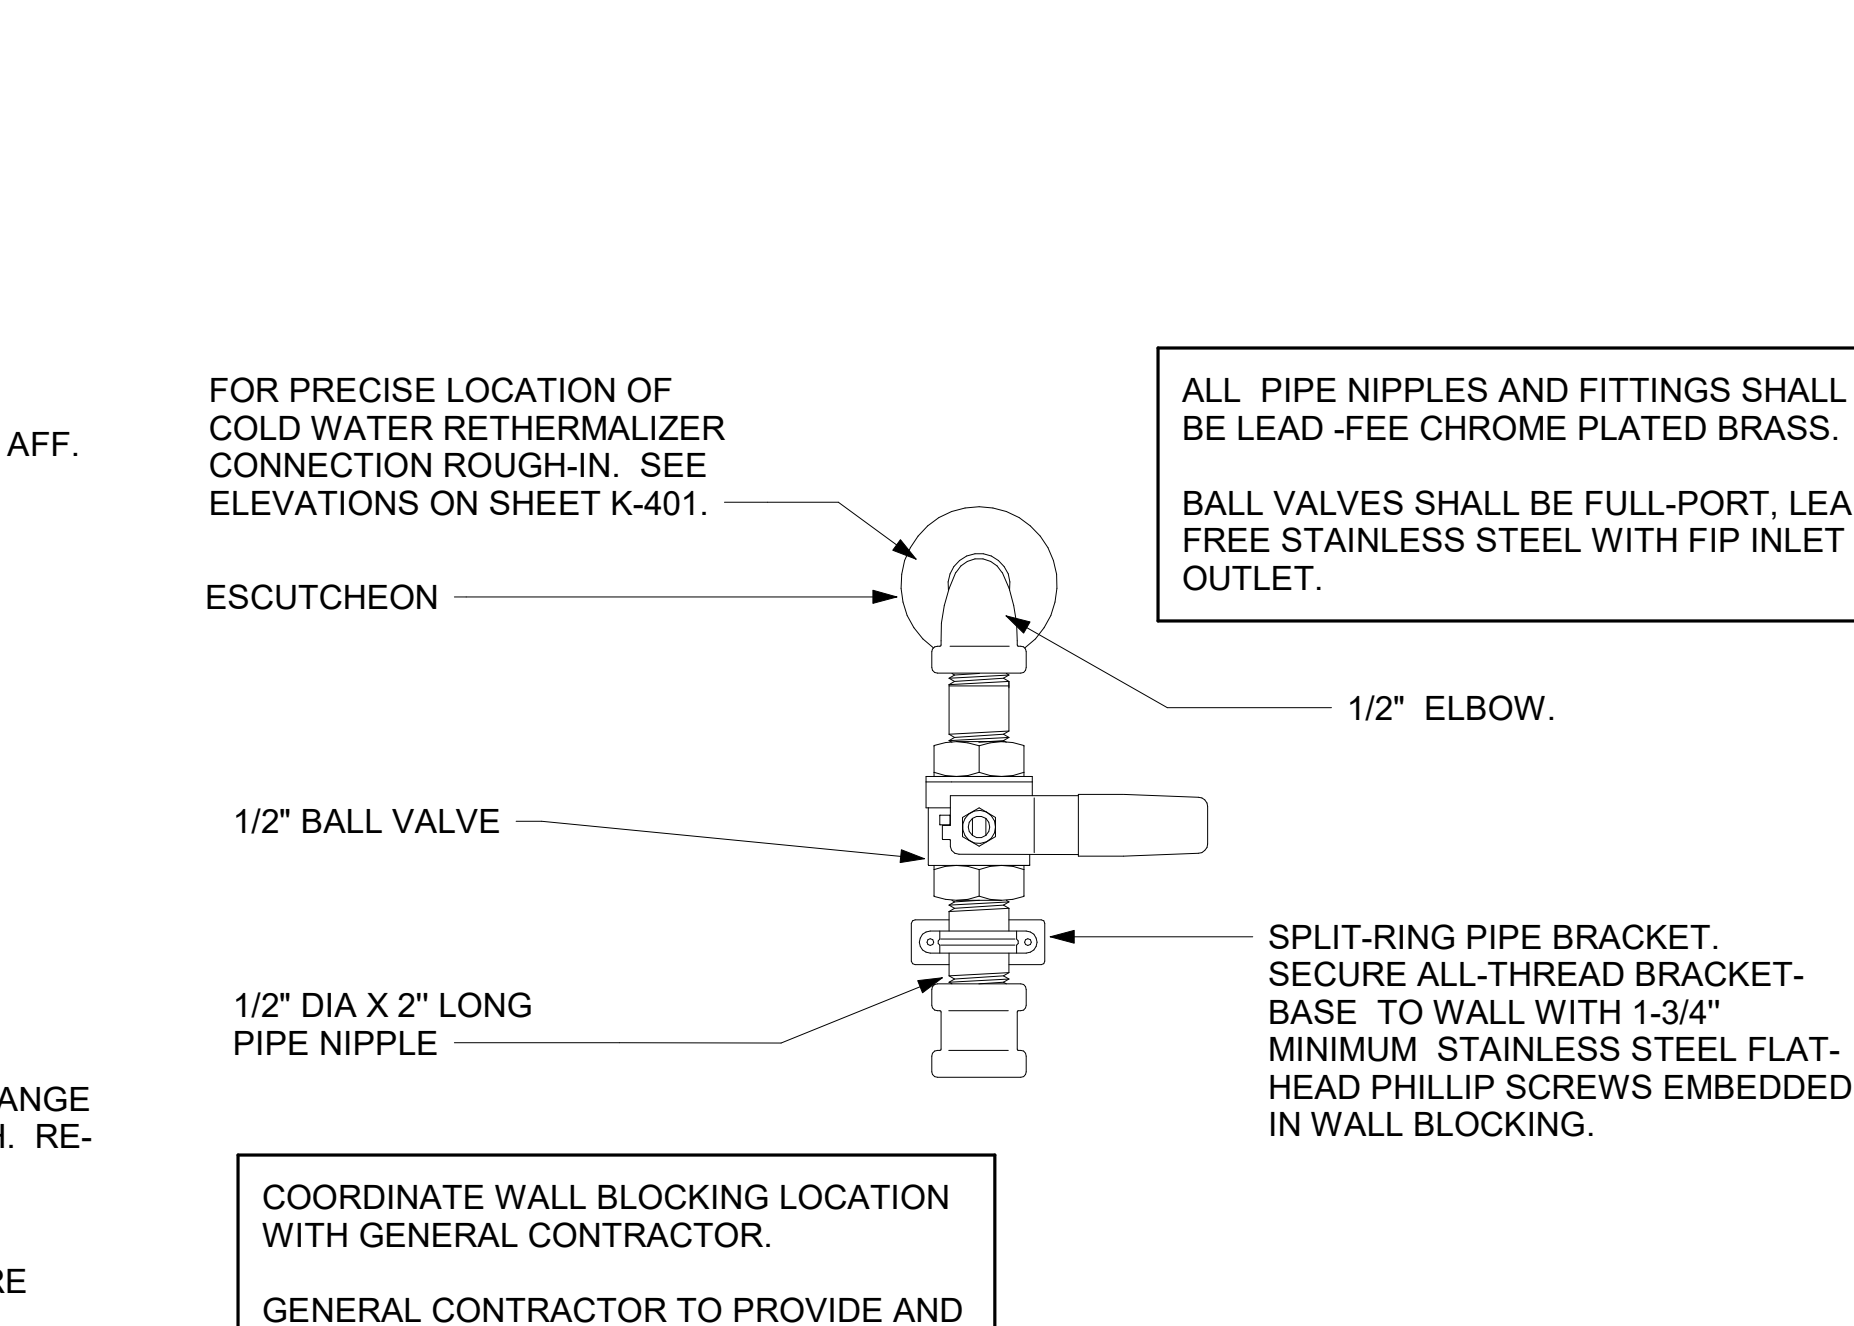 AFF.
FOR PRECISE LOCATION OF
COLD WATER RETHERMALIZER
CONNECTION ROUGH-IN.  SEE
ELEVATIONS ON SHEET K-401.
ESCUTCHEON
1/2" BALL VALVE
1/2" DIA X 2" LONG
PIPE NIPPLE
ALL  PIPE NIPPLES AND FITTINGS SHALL
BE LEAD -FEE CHROME PLATED BRASS.
BALL VALVES SHALL BE FULL-PORT, LEA
FREE STAINLESS STEEL WITH FIP INLET
OUTLET.
1/2"  ELBOW.
SPLIT-RING PIPE BRACKET.
SECURE ALL-THREAD BRACKET-
BASE  TO WALL WITH 1-3/4"
MINIMUM  STAINLESS STEEL FLAT-
HEAD PHILLIP SCREWS EMBEDDED
IN WALL BLOCKING.
ANGE
H.  RE-
RE
COORDINATE WALL BLOCKING LOCATION
WITH GENERAL CONTRACTOR.
GENERAL CONTRACTOR TO PROVIDE AND